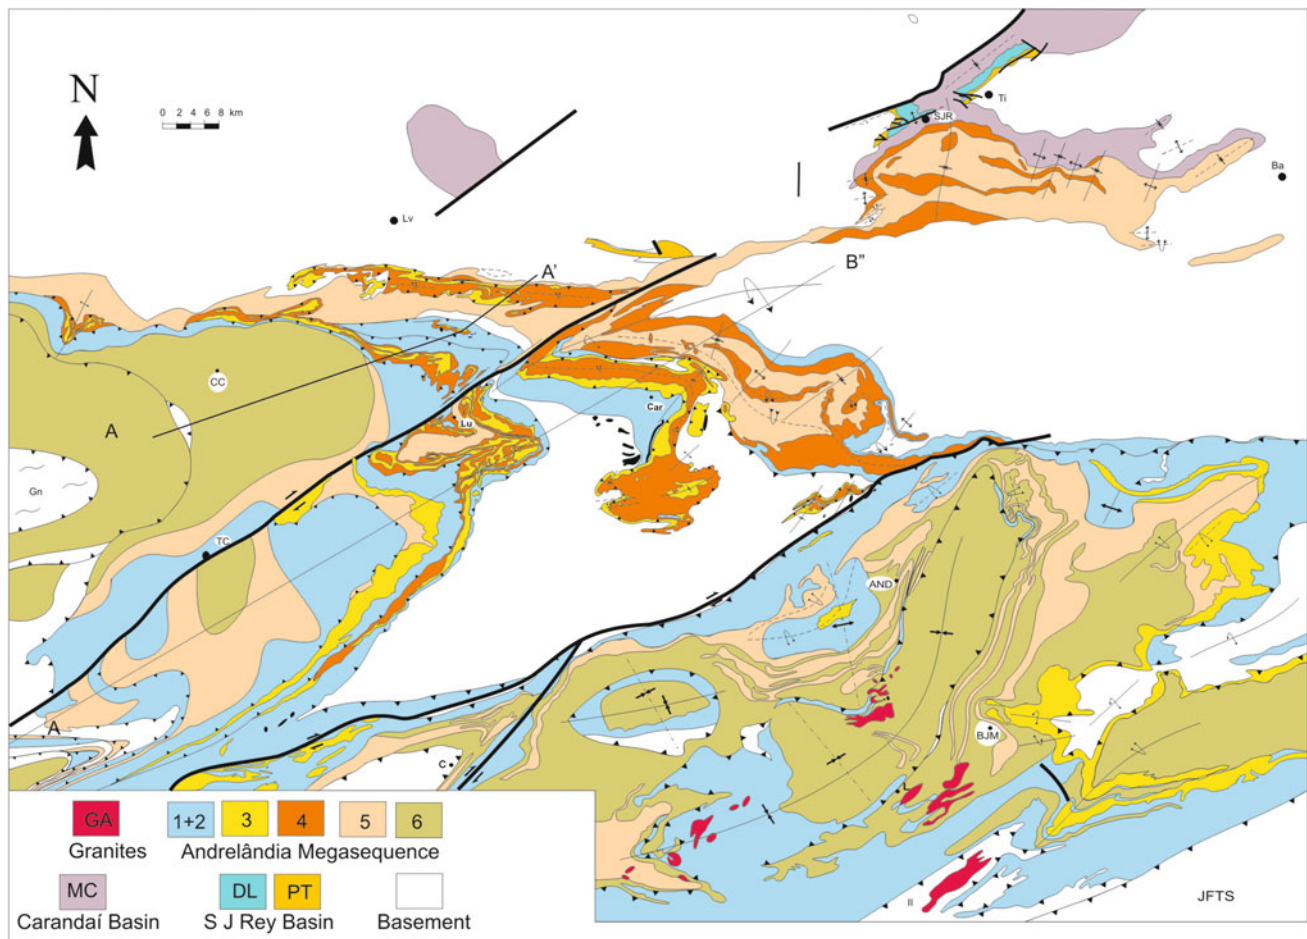 N
0 2 4 6 8 km
Ti
SJR
Ba
Lv
A'
B"
CC
Car
Lu
A
Gn
TC
AND
A
BJM
C
GA
1+2 3 4 5 6
Granites
Andrelândia Megasequence
MC
DL PT
Carandaí Basin
S J Rey Basin
Basement
II
JFTS